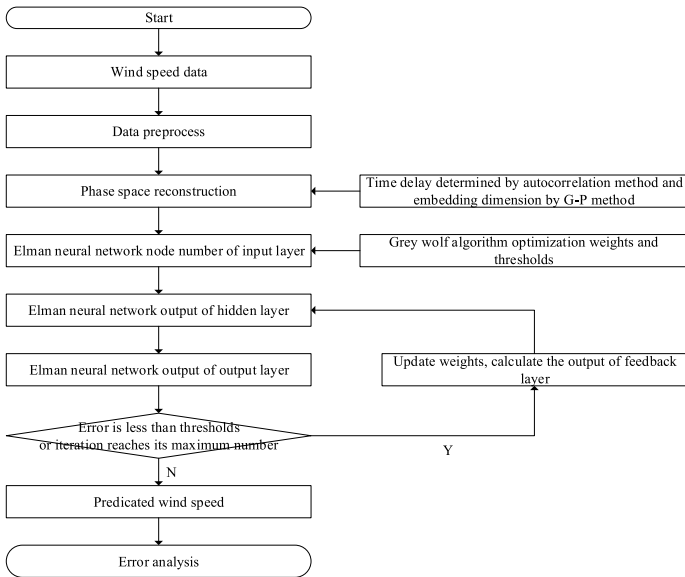 Start
Wind speed data
Data preprocess
Phase space reconstruction
Time delay determined by autocorrelation method and
embedding dimension by G-P method
Elman neural network node number of input layer
Grey wolf algorithm optimization weights and
thresholds
Elman neural network output of hidden layer
Elman neural network output of output layer
Update weights, calculate the output of feedback
layer
Error is less than thresholds
or iteration reaches its maximum number
Y
N
Predicated wind speed
Error analysis